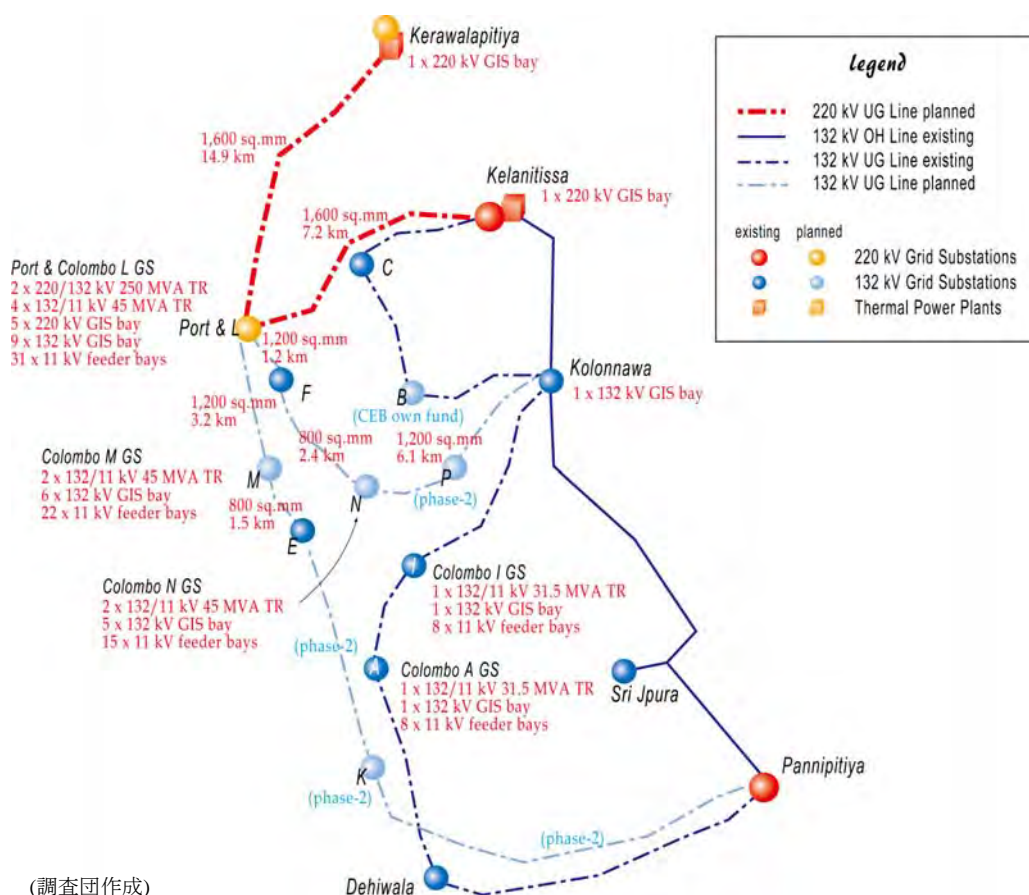 Kerawalapitiya
1 x 220 kV GIS bay
legend
220 kV UG Line planned
132 kV OH Line existing
132 kV UG Line existing
132 kV UG Line planned
existing
planned
220 kV Grid Substations
132 kV Grid Substations
Thermal Power Plants
1,600 sq.mm
14.9 km
Kelanitissa
1 x 220 kV GIS bay
1,600 sq.mm
7.2 km
C
Port & Colombo L GS
2 x 220/132 kV 250 MVA TR
4 x 132/11 kV 45 MVA TR
5 x 220 kV GIS bay
9 x 132 kV GIS bay
31 x 11 kV feeder bays
Port & L
1,200 sq.mm
1.2 km
F
Kolonnawa
1 x 132 kV GIS bay
B
(CEB own fund)
1,200 sq.mm
3.2 km
800 sq.mm
2.4 km
1,200 sq.mm
6.1 km
P
(phase-2)
N
Colombo M GS
2 x 132/11 kV 45 MVA TR
6 x 132 kV GIS bay
22 x 11 kV feeder bays
M
800 sq.mm
1.5 km
E
Colombo N GS
2 x 132/11 kV 45 MVA TR
5 x 132 kV GIS bay
15 x 11 kV feeder bays
I
Colombo I GS
1 x 132/11 kV 31.5 MVA TR
1 x 132 kV GIS bay
8 x 11 kV feeder bays
(phase-2)
A
Colombo A GS
1 x 132/11 kV 31.5 MVA TR
1 x 132 kV GIS bay
8 x 11 kV feeder bays
Sri Jpura
K
(phase-2)
Pannipitiya
(phase-2)
Dehiwala
(調査団作成)